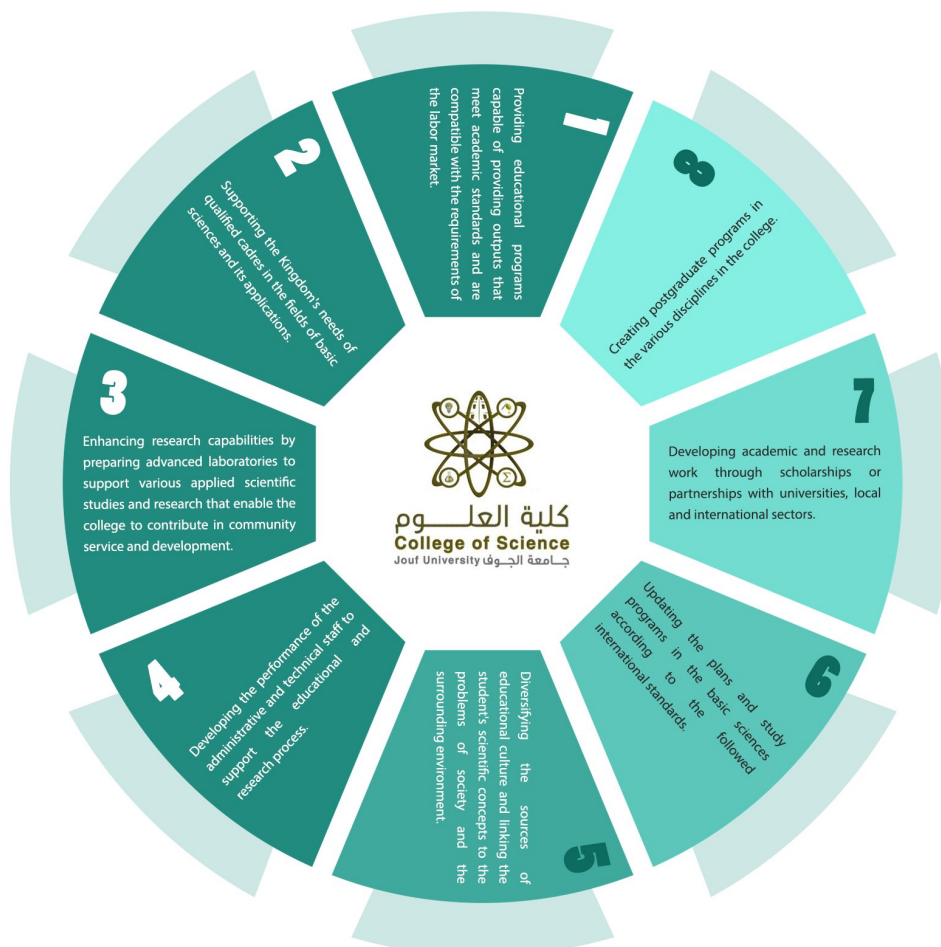 1
Providing educational programs
capable of providing outputs that
meet academic standards and are
compatible with the requirements of
the labor market.
2
Supporting the Kingdom's needs of
qualified cadres in the fields of basic
sciences and its applications.
3
Enhancing research capabilities by
preparing advanced laboratories to
support various applied scientific
studies and research that enable the
college to contribute in community
service and development.
4
Developing the performance of the
administrative and technical staff to
support the educational and
research process.
5
Diversifying the sources of
educational culture and linking the
student's scientific concepts to the
problems of society and the
surrounding environment.
6
Updating the plans and study
programs in the basic sciences
according to the followed
international standards.
7
Developing academic and research
work through scholarships or
partnerships with universities, local
and international sectors.
8
Creating postgraduate programs in
the various disciplines in the college.
Σ
كلية العلـــوم
College of Science
Jouf University جـامعة الجــوف